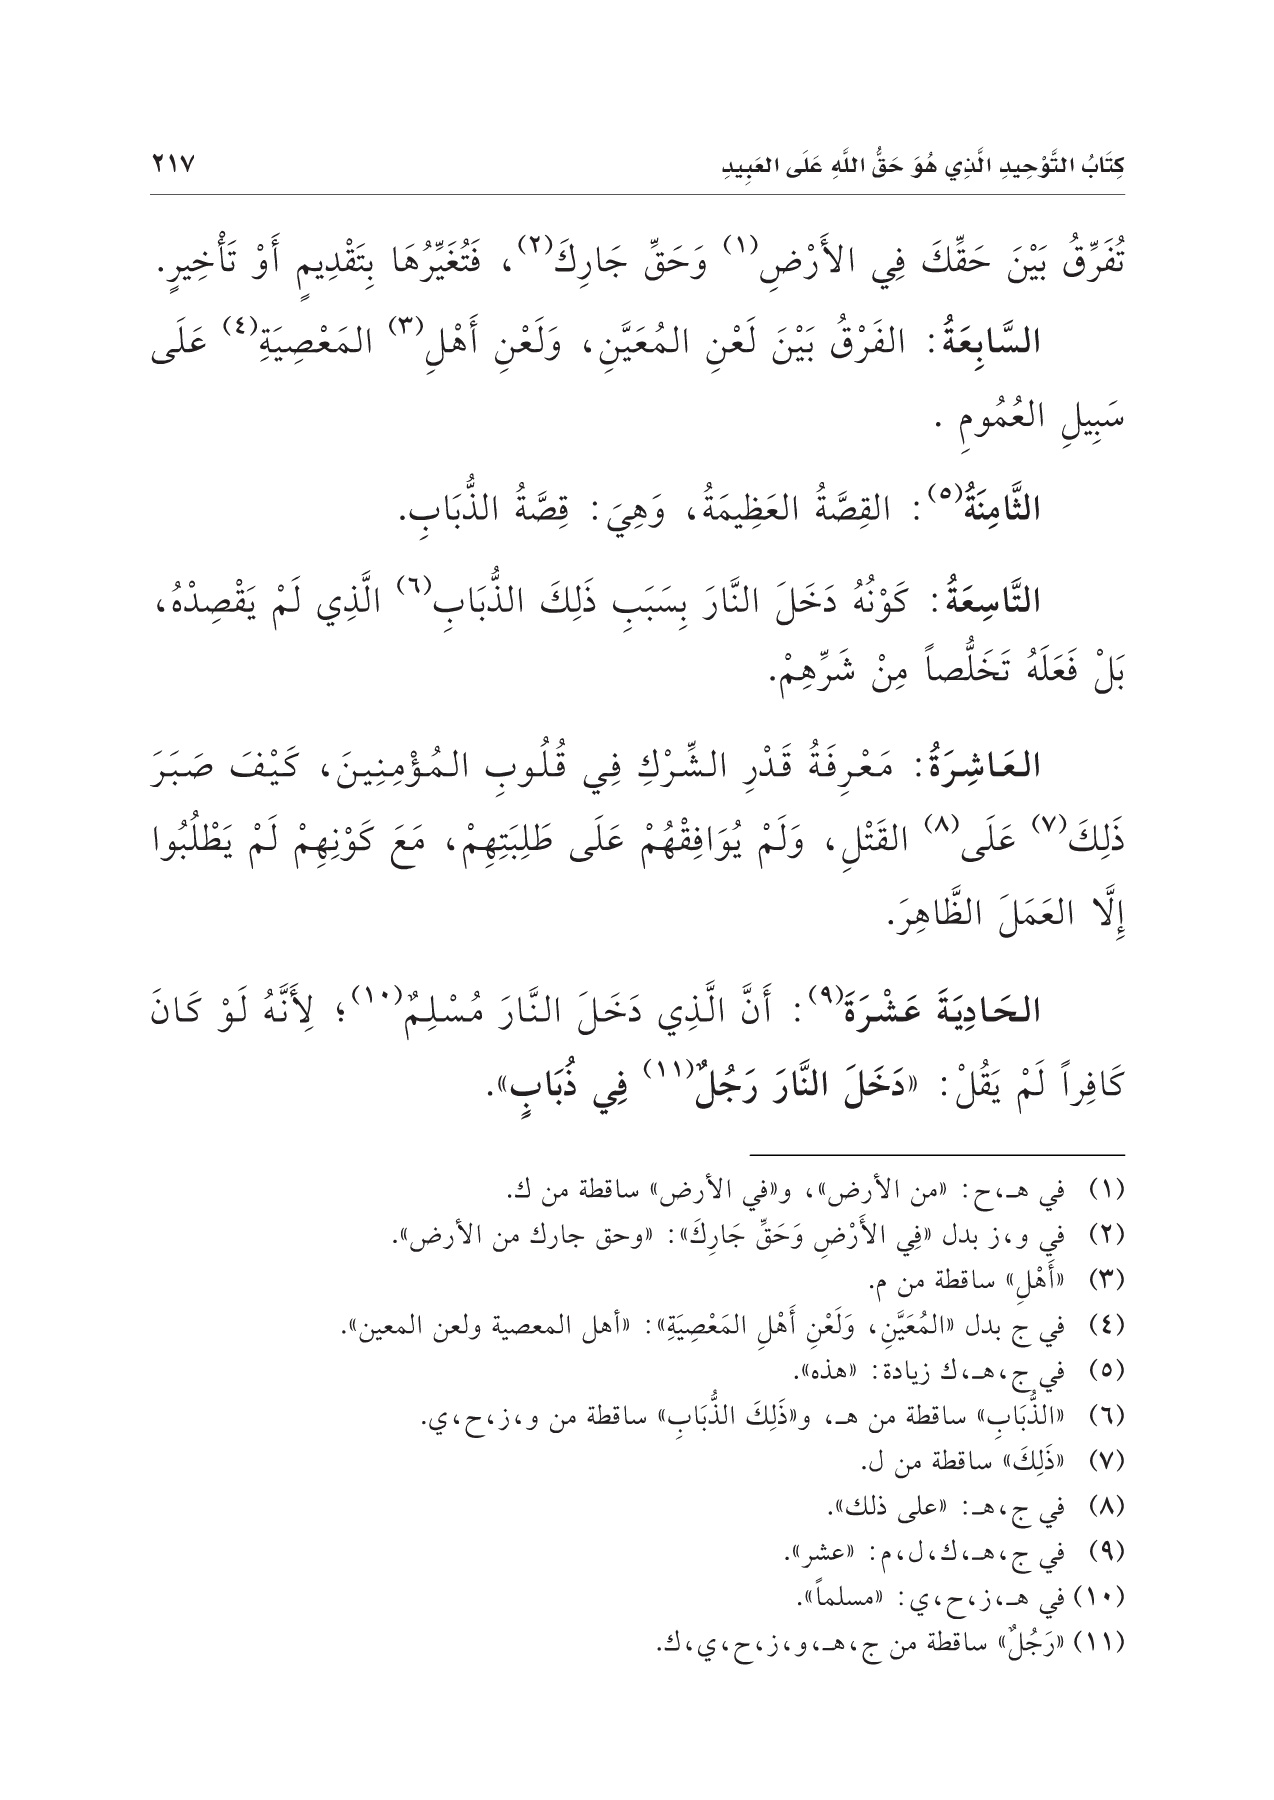 كِتَابُ التَّوْحِيدِ الَّذِي هُوَ حَقُّ اللَّهِ عَلَى العَبِيدِ ٢١٧
تُفَرِّقُ بَيْنَ حَقِّكَ فِي الأَرْضِ(١) وَحَقِّ جَارِكَ(٢)، فَتُغَيِّرُهَا بِتَقْدِيمٍ أَوْ تَأْخِيرٍ.
السَّابِعَةُ: الفَرْقُ بَيْنَ لَعْنِ المُعَيَّنِ، وَلَعْنِ أَهْلِ(٣) المَعْصِيَةِ(٤) عَلَى
سَبِيلِ العُمُومِ .
الثَّامِنَةُ(٥): القِصَّةُ العَظِيمَةُ، وَهِيَ: قِصَّةُ الذُّبَابِ.
التَّاسِعَةُ: كَوْنُهُ دَخَلَ النَّارَ بِسَبَبِ ذَلِكَ الذُّبَابِ(٦) الَّذِي لَمْ يَقْصِدْهُ،
بَلْ فَعَلَهُ تَخَلُّصاً مِنْ شَرِّهِمْ.
العَاشِرَةُ: مَعْرِفَةُ قَدْرِ الشِّرْكِ فِي قُلُوبِ المُؤْمِنِينَ، كَيْفَ صَبَرَ
ذَلِكَ(٧) عَلَى(٨) القَتْلِ، وَلَمْ يُوَافِقْهُمْ عَلَى طَلِبَتِهِمْ، مَعَ كَوْنِهِمْ لَمْ يَطْلُبُوا
إِلَّا العَمَلَ الظَّاهِرَ.
الحَادِيَةَ عَشْرَةَ(٩): أَنَّ الَّذِي دَخَلَ النَّارَ مُسْلِمٌ(١٠)؛ لِأَنَّهُ لَوْ كَانَ
كَافِراً لَمْ يَقُلْ: «دَخَلَ النَّارَ رَجُلٌ(١١) فِي ذُبَابٍ».
(١) في هـ،ح: «من الأرض»، و«في الأرض» ساقطة من ك.
(٢) في و،ز بدل «فِي الأَرْضِ وَحَقِّ جَارِكَ»: «وحق جارك من الأرض».
(٣) «أَهْلِ» ساقطة من م.
(٤) في ج بدل «المُعَيَّنِ، وَلَعْنِ أَهْلِ المَعْصِيَةِ»: «أهل المعصية ولعن المعين».
(٥) في ج،هـ،ك زيادة: «هذه».
(٦) «الذُّبَابِ» ساقطة من هـ، و«ذَلِكَ الذُّبَابِ» ساقطة من و،ز،ح،ي.
(٧) «ذَلِكَ» ساقطة من ل.
(٨) في ج،هـ: «على ذلك».
(٩) في ج،هـ،ك،ل،م: «عشر».
(١٠) في هـ،ز،ح،ي: «مسلماً».
(١١) «رَجُلٌ» ساقطة من ج،هـ،و،ز،ح،ي،ك.